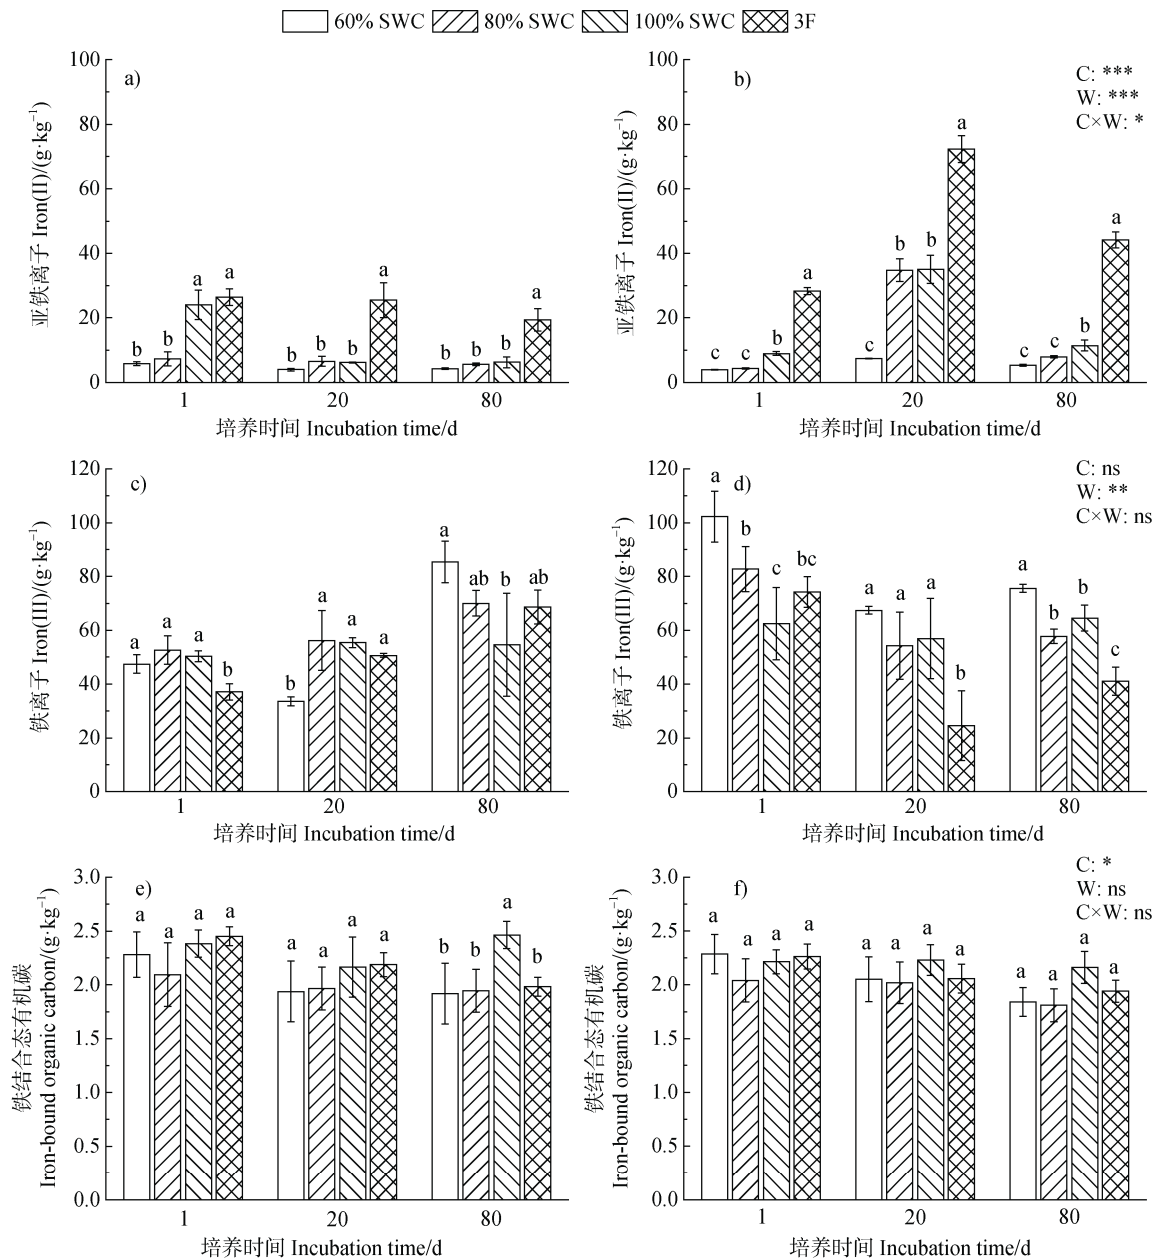 60% SWC 80% SWC 100% SWC 3F
a)
亚铁离子 Iron(II)/(g·kg⁻¹)
100
80
60
40
20
0
b b a a
b b b a
b b b a
1 20 80
培养时间 Incubation time/d
b)
C: ***
W: ***
C×W: *
亚铁离子 Iron(II)/(g·kg⁻¹)
100
80
60
40
20
0
c c b a
c b b a
c c b a
1 20 80
培养时间 Incubation time/d
c)
铁离子 Iron(III)/(g·kg⁻¹)
120
100
80
60
40
20
0
a a a b
b a a a
a ab b ab
1 20 80
培养时间 Incubation time/d
d)
C: ns
W: **
C×W: ns
铁离子 Iron(III)/(g·kg⁻¹)
120
100
80
60
40
20
0
a b c bc
a a a b
a b b c
1 20 80
培养时间 Incubation time/d
e)
铁结合态有机碳
Iron-bound organic carbon/(g·kg⁻¹)
3.0
2.5
2.0
1.5
1.0
0.5
0.0
a a a a
a a a a
b b a b
1 20 80
培养时间 Incubation time/d
f)
C: *
W: ns
C×W: ns
铁结合态有机碳
Iron-bound organic carbon/(g·kg⁻¹)
3.0
2.5
2.0
1.5
1.0
0.5
0.0
a a a a
a a a a
a a a a
1 20 80
培养时间 Incubation time/d